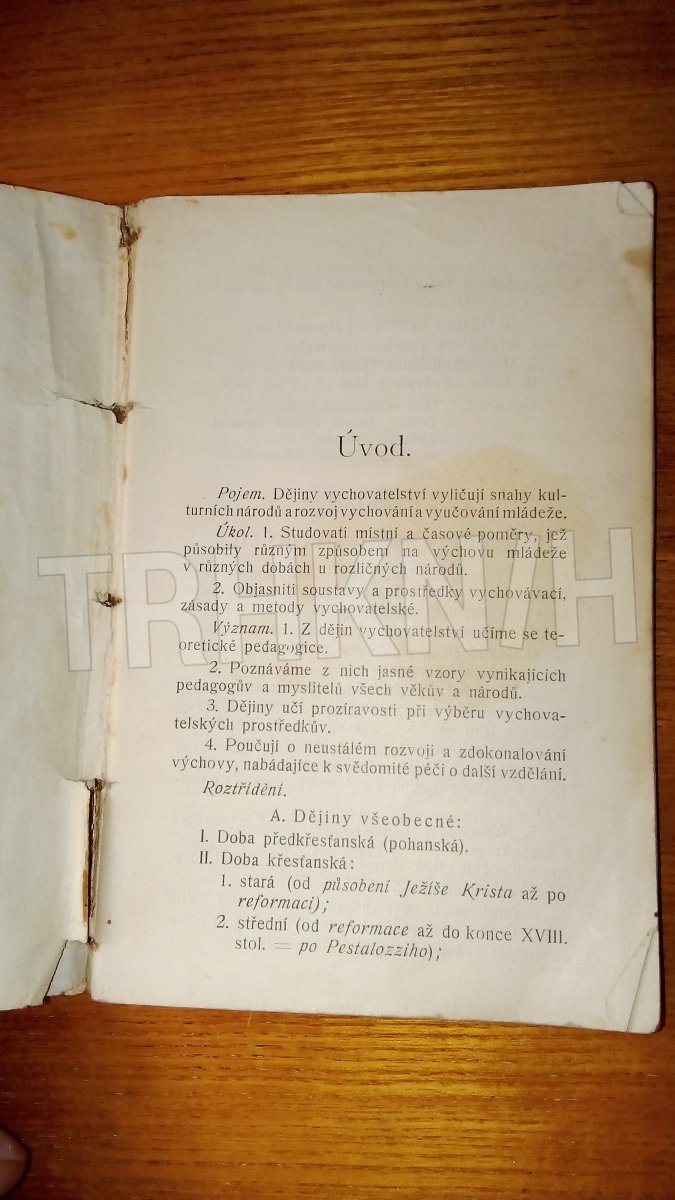 Úvod.
Pojem. Dějiny vychovatelství vyličují snahy kul-
turních národů a rozvoj vychování a vyučování mládeže.
Úkol. 1. Studovati místní a časové poměry, jež
působily různým způsobem na výchovu mládeže
v různých dobách u rozličných národů.
2. Objasniti soustavy a prostředky vychovávací,
zásady a metody vychovatelské.
Význam. 1. Z dějin vychovatelství učíme se te-
oretické pedagogice.
2. Poznáváme z nich jasné vzory vynikajících
pedagogův a myslitelů všech věkův a národů.
3. Dějiny učí prozíravosti při výběru vychova-
telských prostředkův.
4. Poučují o neustálém rozvoji a zdokonalování
výchovy, nabádajíce k svědomité péči o další vzdělání.
Roztřídění.
A. Dějiny všeobecné:
I. Doba předkřesťanská (pohanská).
II. Doba křesťanská:
1. stará (od působení Ježíše Krista až po
reformaci);
2. střední (od reformace až do konce XVIII.
stol. = po Pestalozziho);
TRHKNIH